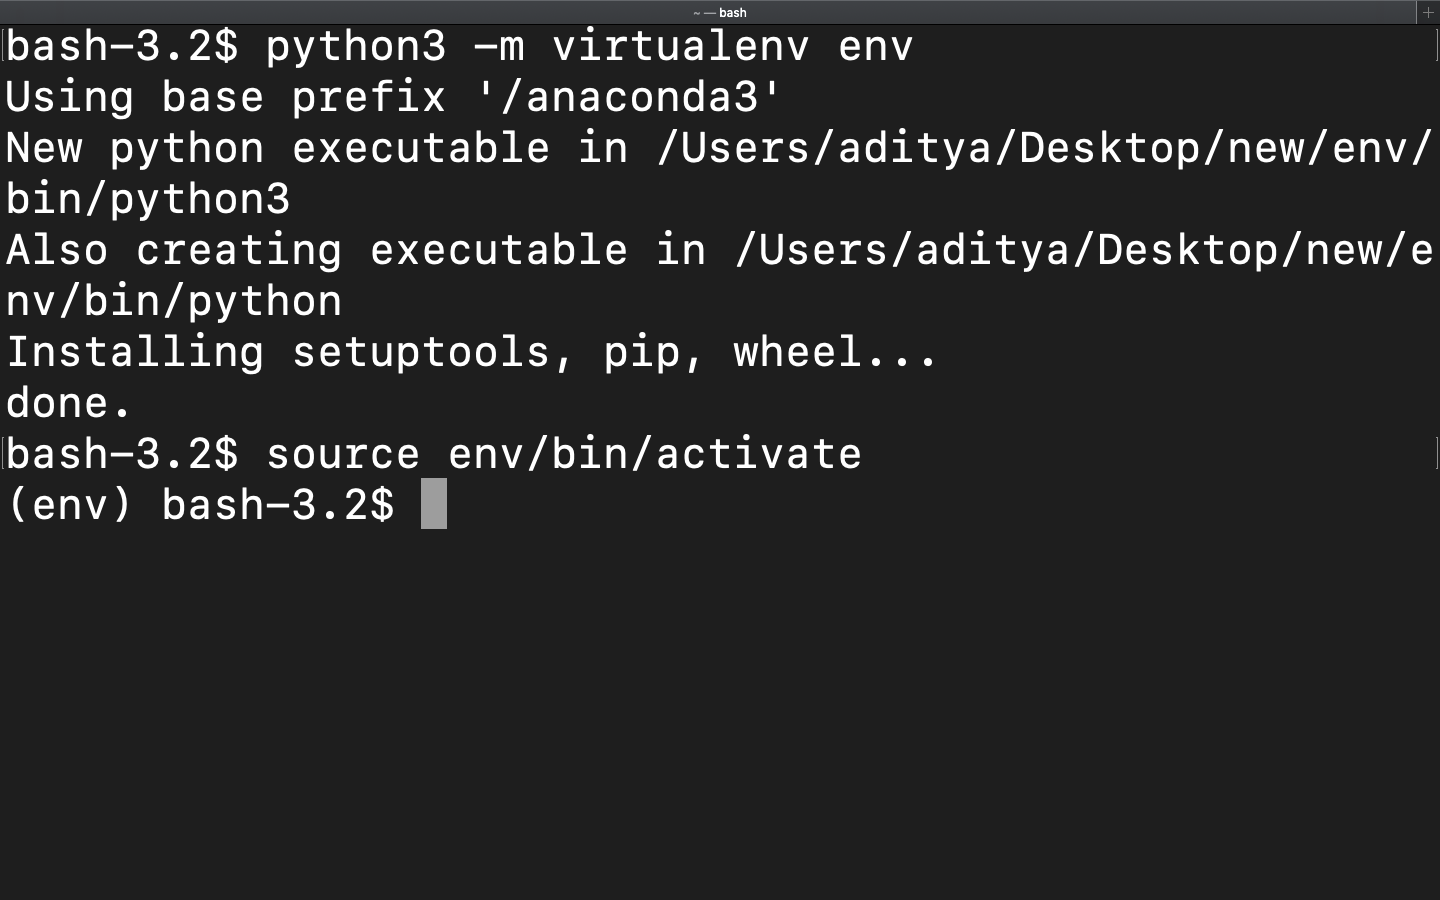 ~ — bash
bash-3.2$ python3 -m virtualenv env
Using base prefix '/anaconda3'
New python executable in /Users/aditya/Desktop/new/env/
bin/python3
Also creating executable in /Users/aditya/Desktop/new/e
nv/bin/python
Installing setuptools, pip, wheel...
done.
bash-3.2$ source env/bin/activate
(env) bash-3.2$